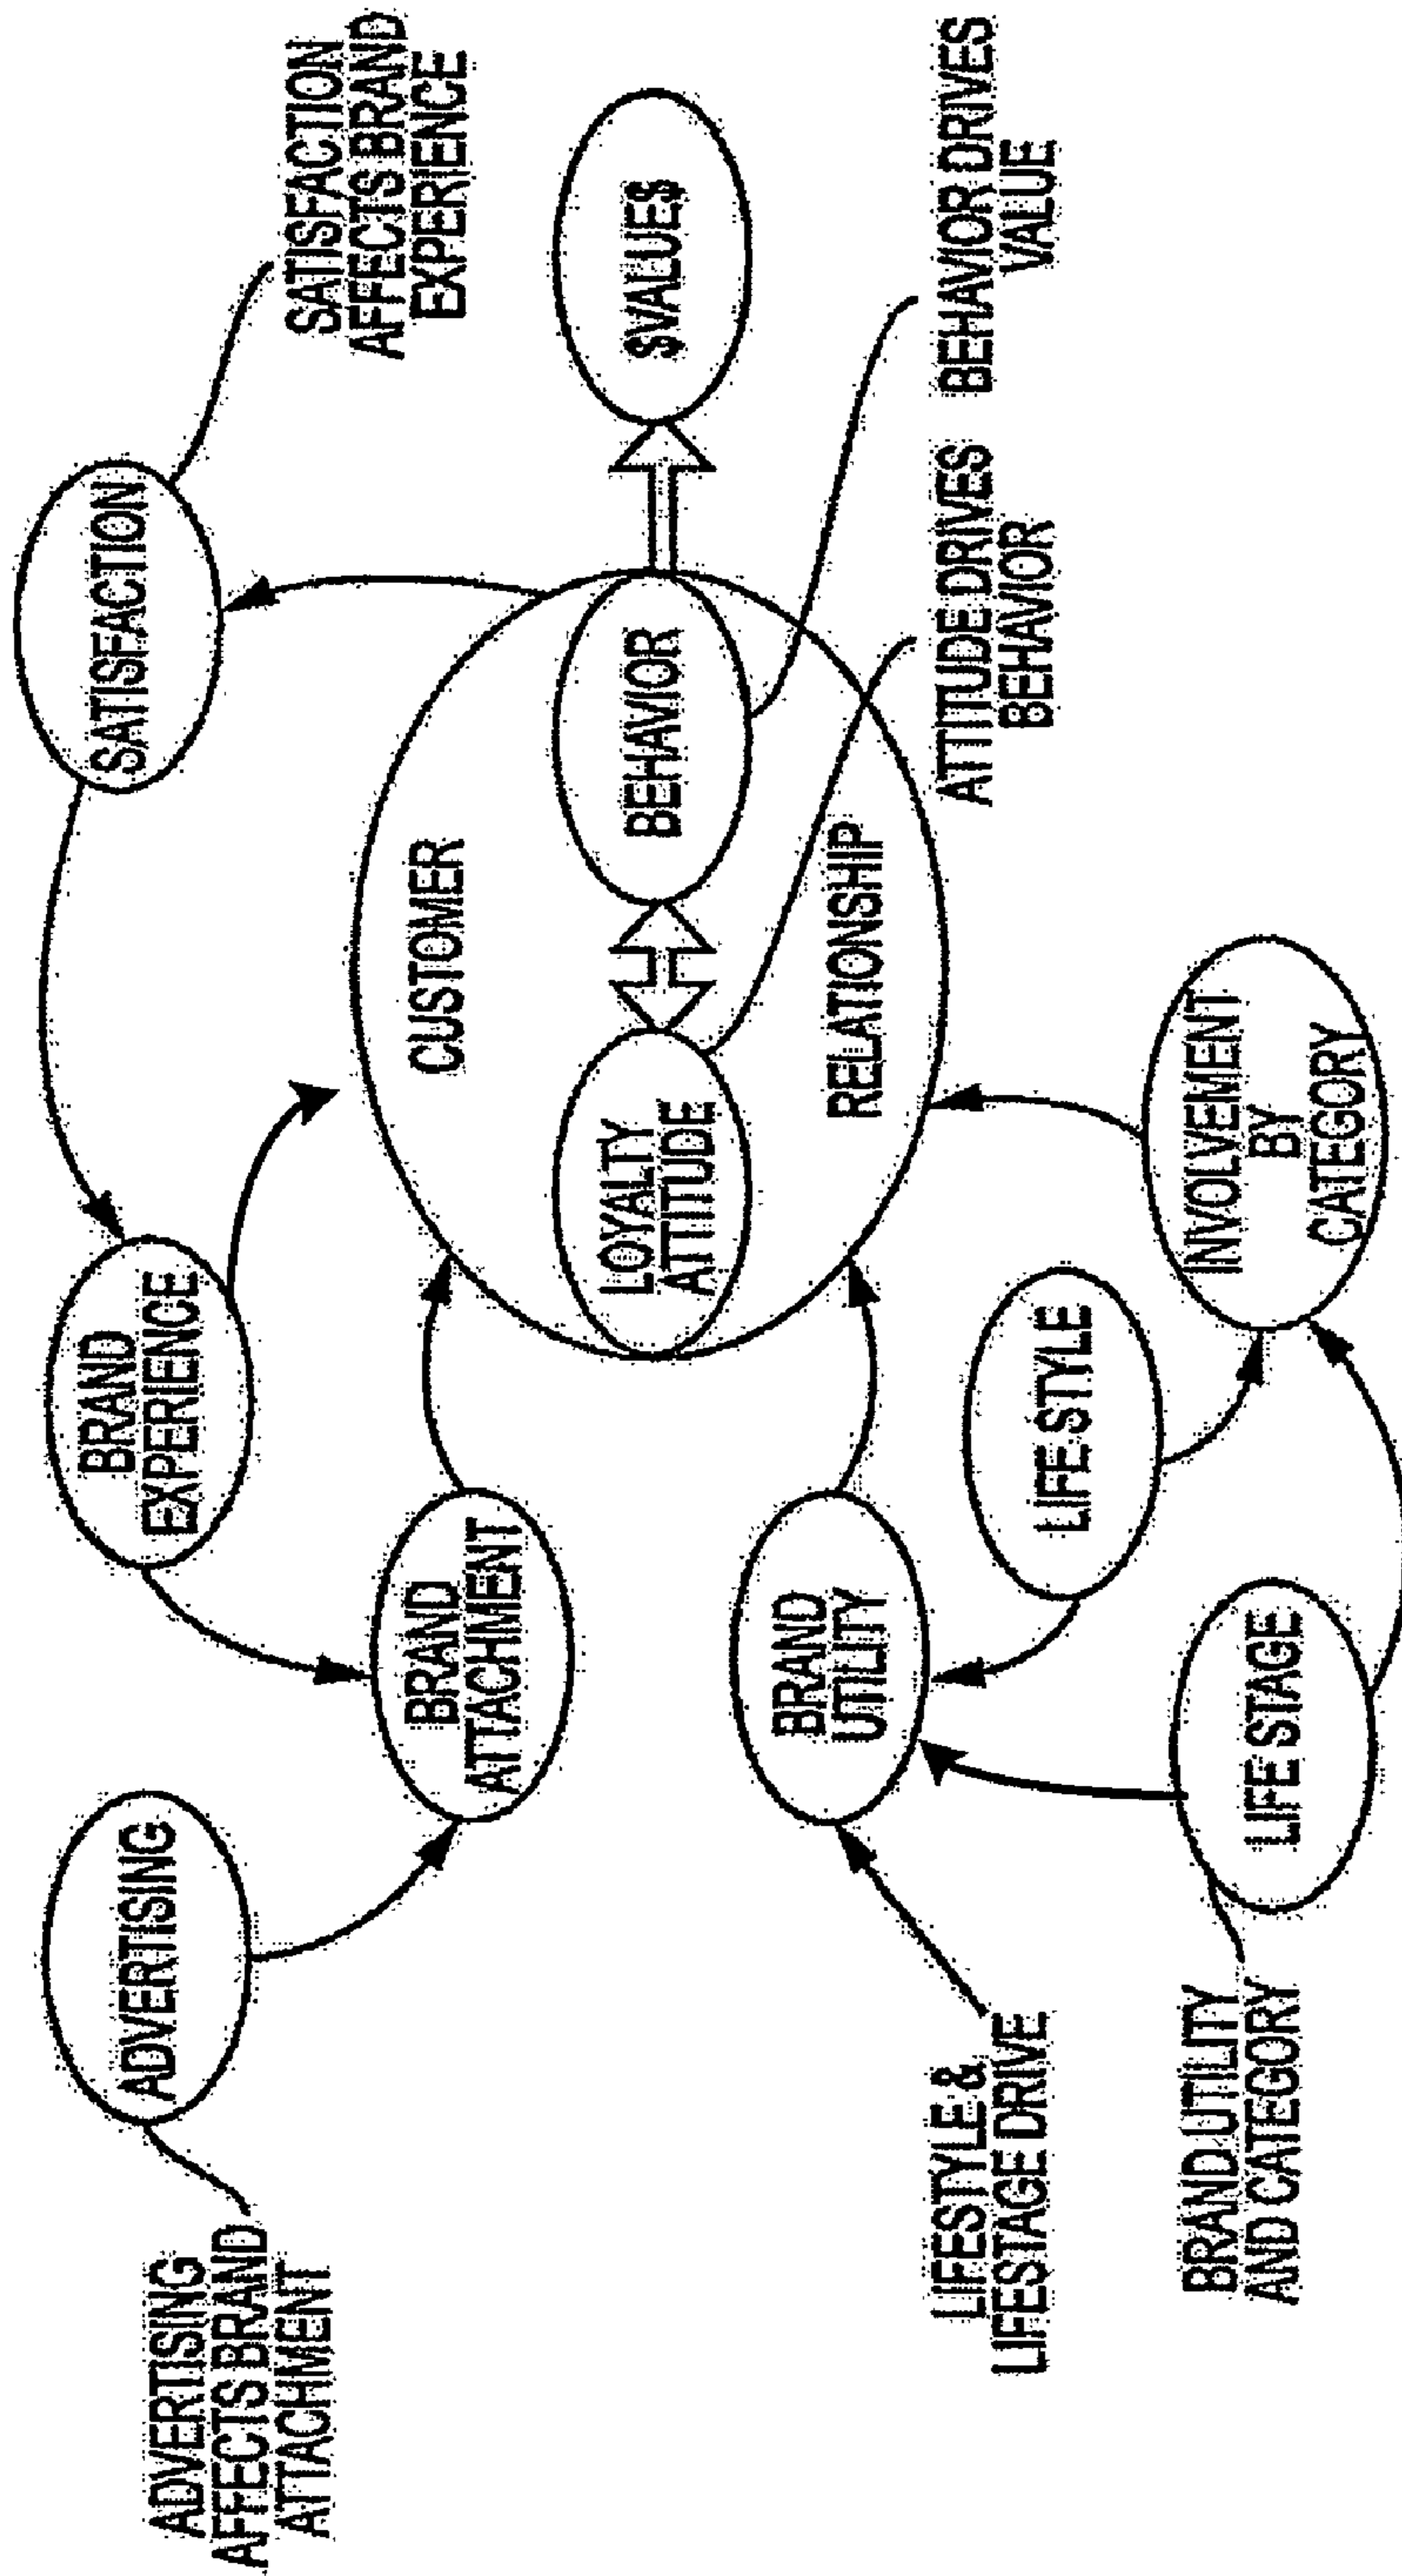 ADVERTISING
AFFECTS BRAND
ATTACHMENT
ADVERTISING
BRAND
EXPERIENCE
SATISFACTION
SATISFACTION
AFFECTS BRAND
EXPERIENCE
BRAND
ATTACHMENT
CUSTOMER
LOYALTY
ATTITUDE
BEHAVIOR
$VALUE$
RELATIONSHIP
BRAND
UTILITY
LIFESTYLE &
LIFESTAGE DRIVE
LIFE STYLE
ATTITUDE DRIVES
BEHAVIOR
BEHAVIOR DRIVES
VALUE
BRAND UTILITY
AND CATEGORY
LIFE STAGE
INVOLVEMENT
BY
CATEGORY